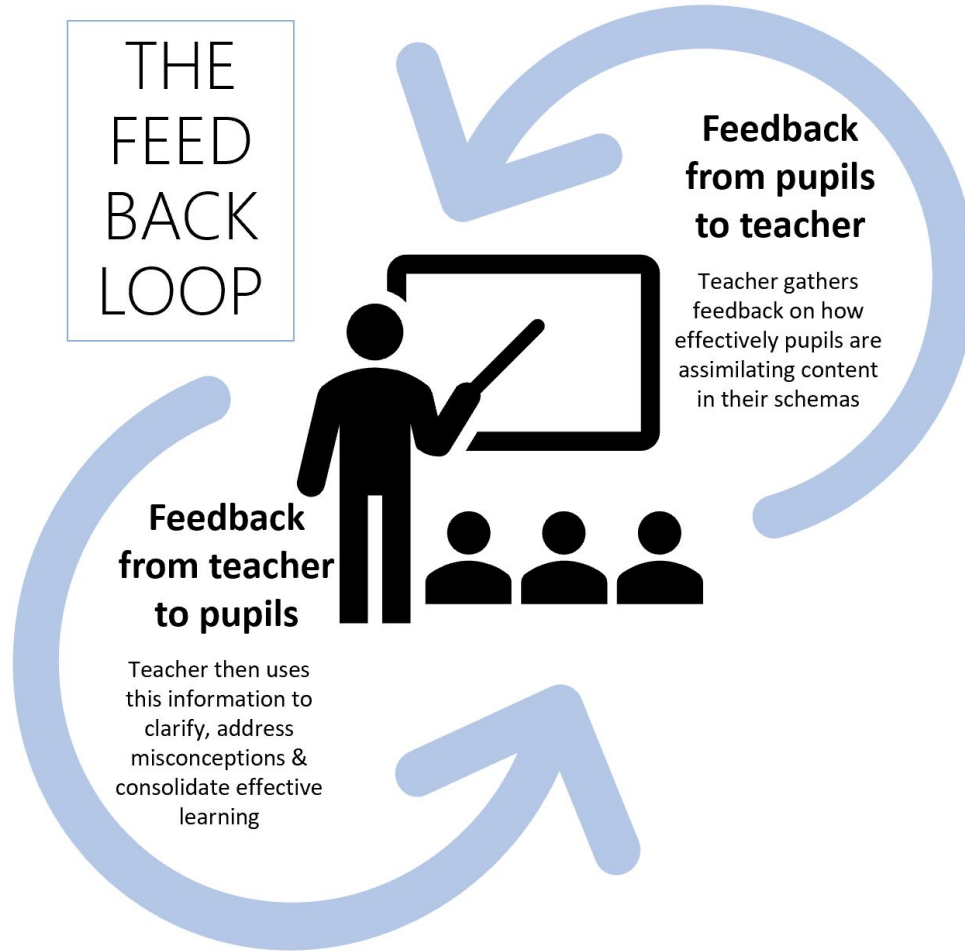 THE
FEED
BACK
LOOP
Feedback
from pupils
to teacher
Teacher gathers
feedback on how
effectively pupils are
assimilating content
in their schemas
Feedback
from teacher
to pupils
Teacher then uses
this information to
clarify, address
misconceptions &
consolidate effective
learning